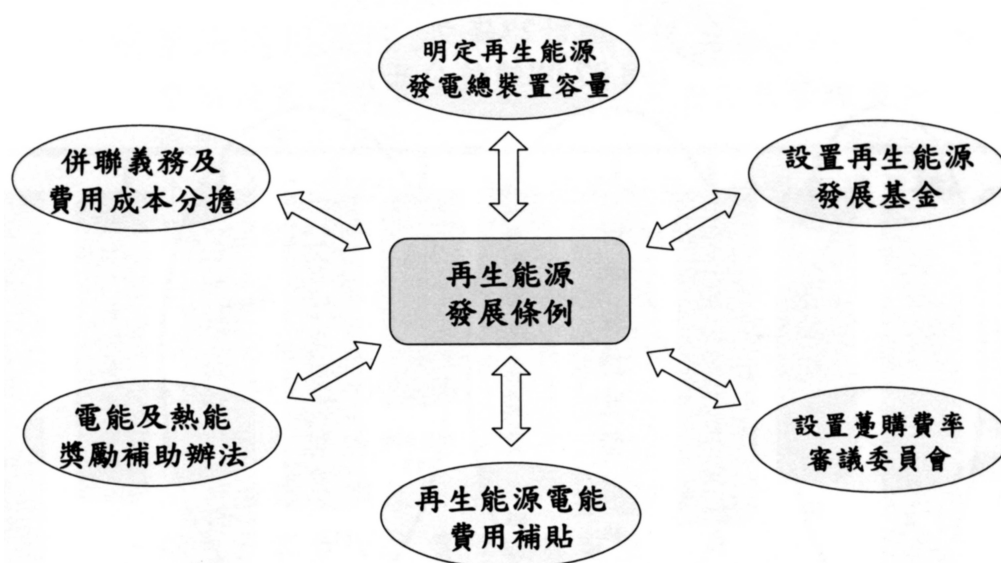 明定再生能源
發電總裝置容量
併聯義務及
費用成本分擔
設置再生能源
發展基金
再生能源
發展條例
電能及熱能
獎勵補助辦法
設置躉購費率
審議委員會
再生能源電能
費用補貼